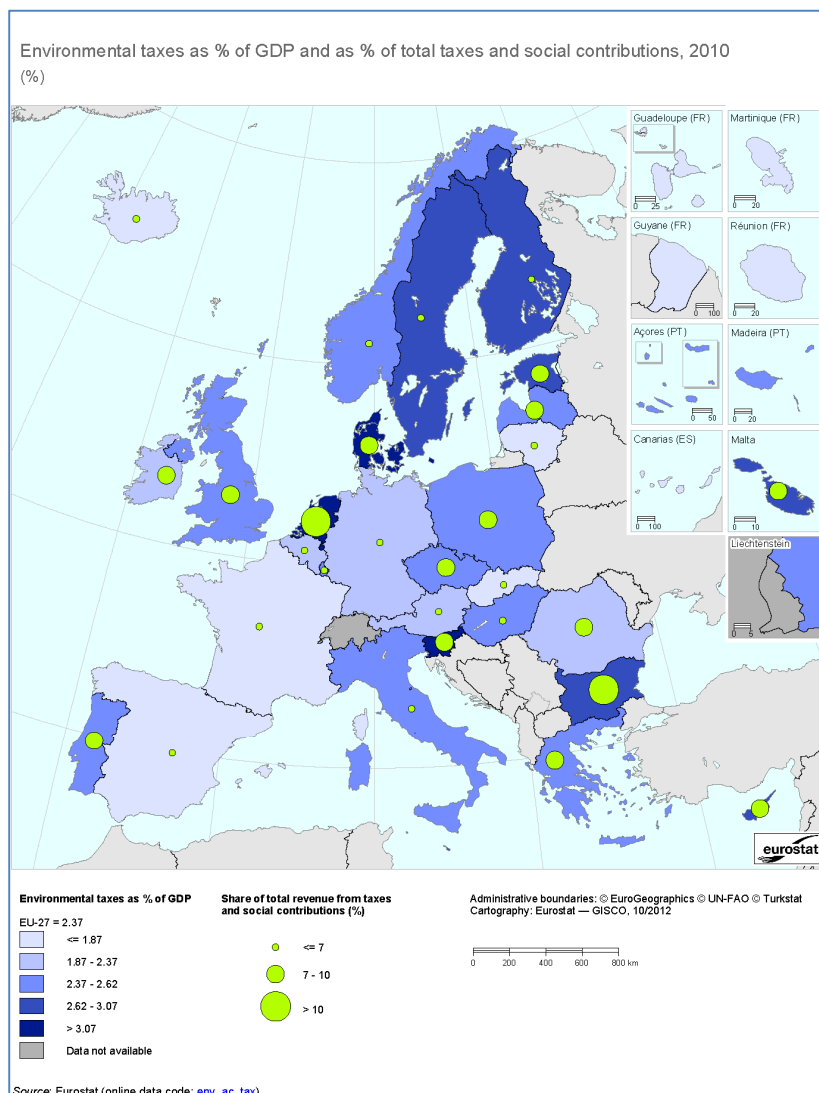 Environmental taxes as % of GDP and as % of total taxes and social contributions, 2010
(%)
Guadeloupe (FR)
0 25
Martinique (FR)
0 20
Guyane (FR)
0 100
Réunion (FR)
0 20
Açores (PT)
0 50
Madeira (PT)
0 20
Canarias (ES)
0 100
Malta
0 10
Liechtenstein
0 5
eurostat
Environmental taxes as % of GDP
EU-27 = 2.37
<= 1.87
1.87 - 2.37
2.37 - 2.62
2.62 - 3.07
> 3.07
Data not available
Share of total revenue from taxes
and social contributions (%)
<= 7
7 - 10
> 10
Administrative boundaries: © EuroGeographics © UN-FAO © Turkstat
Cartography: Eurostat — GISCO, 10/2012
0 200 400 600 800 km
Source: Eurostat (online data code: env_ac_tax)